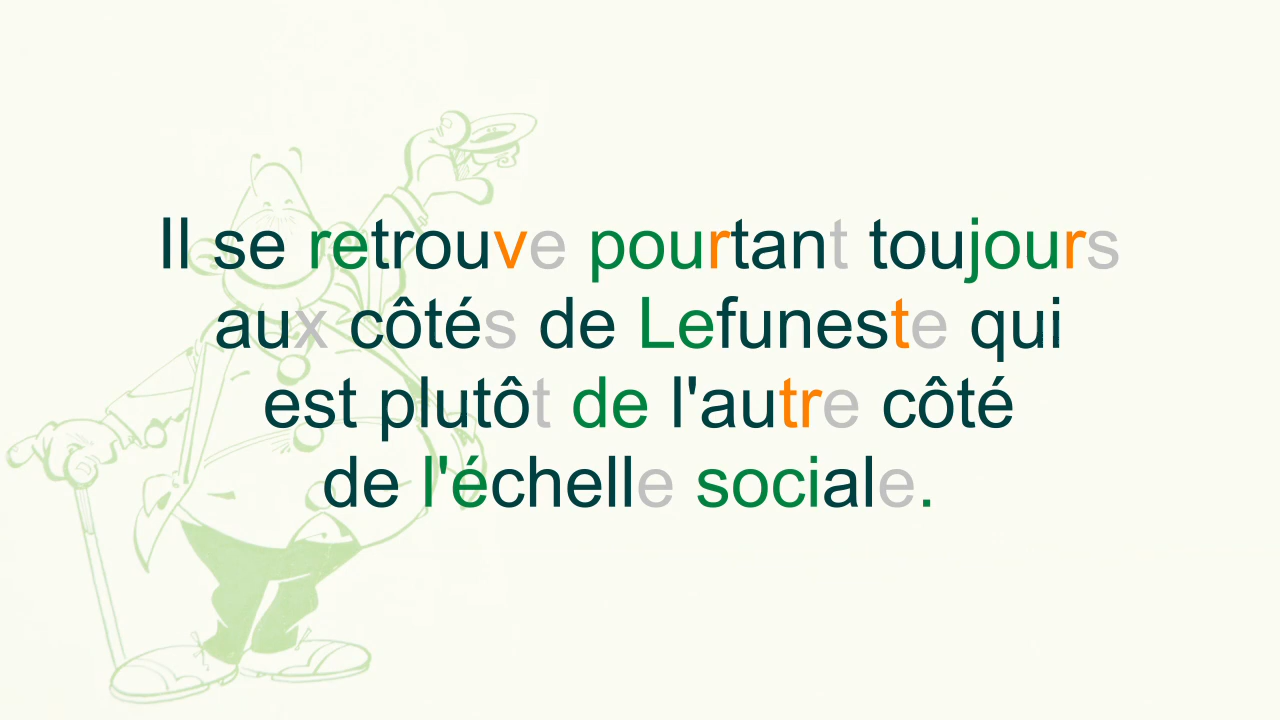 Il se retrouve pourtant toujours
aux côtés de Lefuneste qui
est plutôt de l'autre côté
de l'échelle sociale.